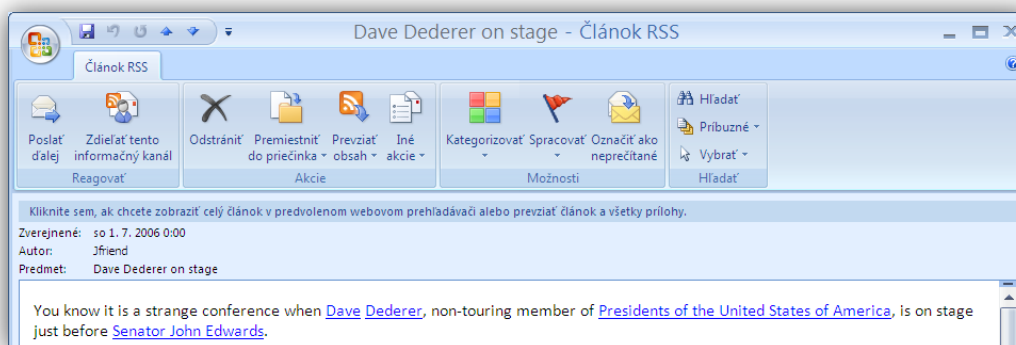 Dave Dederer on stage - Článok RSS
Článok RSS
Poslať ďalej
Zdieľať tento informačný kanál
Odstrániť
Premiestniť do priečinka
Prevziať obsah
Iné akcie
Kategorizovať
Spracovať
Označiť ako neprečítané
Hľadať
Príbuzné
Vybrať
Reagovať
Akcie
Možnosti
Hľadať
Kliknite sem, ak chcete zobraziť celý článok v predvolenom webovom prehľadávači alebo prevziať článok a všetky prílohy.
Zverejnené: so 1. 7. 2006 0:00
Autor: Jfriend
Predmet: Dave Dederer on stage
You know it is a strange conference when Dave Dederer, non-touring member of Presidents of the United States of America, is on stage
just before Senator John Edwards.